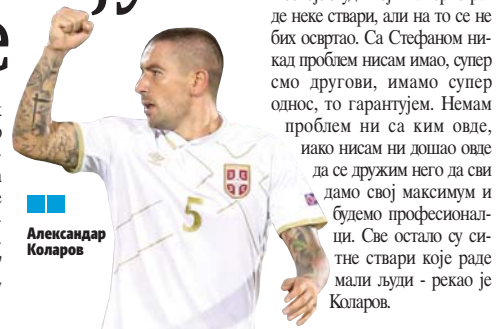 де неке ствари, али на то се не
бих освртао. Са Стефаном ни-
кад проблем нисам имао, супер
смо другови, имамо супер
однос, то гарантујем. Немам
проблем ни са ким овде,
иако нисам ни дошао овде
да се дружим него да сви
дамо свој максимум и
будемо професионал-
ци. Све остало су си-
тне ствари које раде
мали људи - рекао је
Коларов.
Александар
Коларов
5